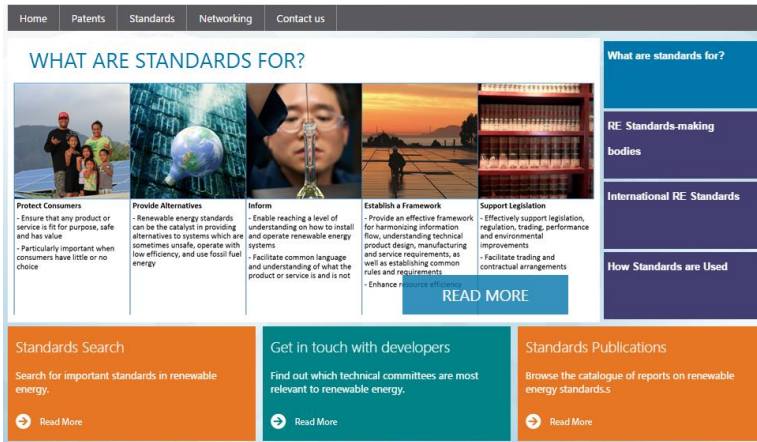 Home Patents Standards Networking Contact us
WHAT ARE STANDARDS FOR?
Protect Consumers
- Ensure that any product or
service is fit for purpose, safe
and has value
- Particularly important when
consumers have little or no
choice
Provide Alternatives
- Renewable energy standards
can be the catalyst in providing
alternatives to systems which are
sometimes unsafe, operate with
low efficiency, and use fossil fuel
energy
Inform
- Enable reaching a level of
understanding on how to install
and operate renewable energy
systems
- Facilitate common language
and understanding of what the
product or service is and is not
Establish a Framework
- Provide an effective framework
for harmonizing information
flow, understanding technical
product design, manufacturing
and service requirements, as
well as establishing common
rules and requirements
- Enhance resource efficiency
Support Legislation
- Effectively support legislation,
regulation, trading, performance
and environmental
improvements
- Facilitate trading and
contractual arrangements
READ MORE
What are standards for?
RE Standards-making
bodies
International RE Standards
How Standards are Used
Standards Search
Search for important standards in renewable
energy.
Read More
Get in touch with developers
Find out which technical committees are most
relevant to renewable energy.
Read More
Standards Publications
Browse the catalogue of reports on renewable
energy standards.s
Read More